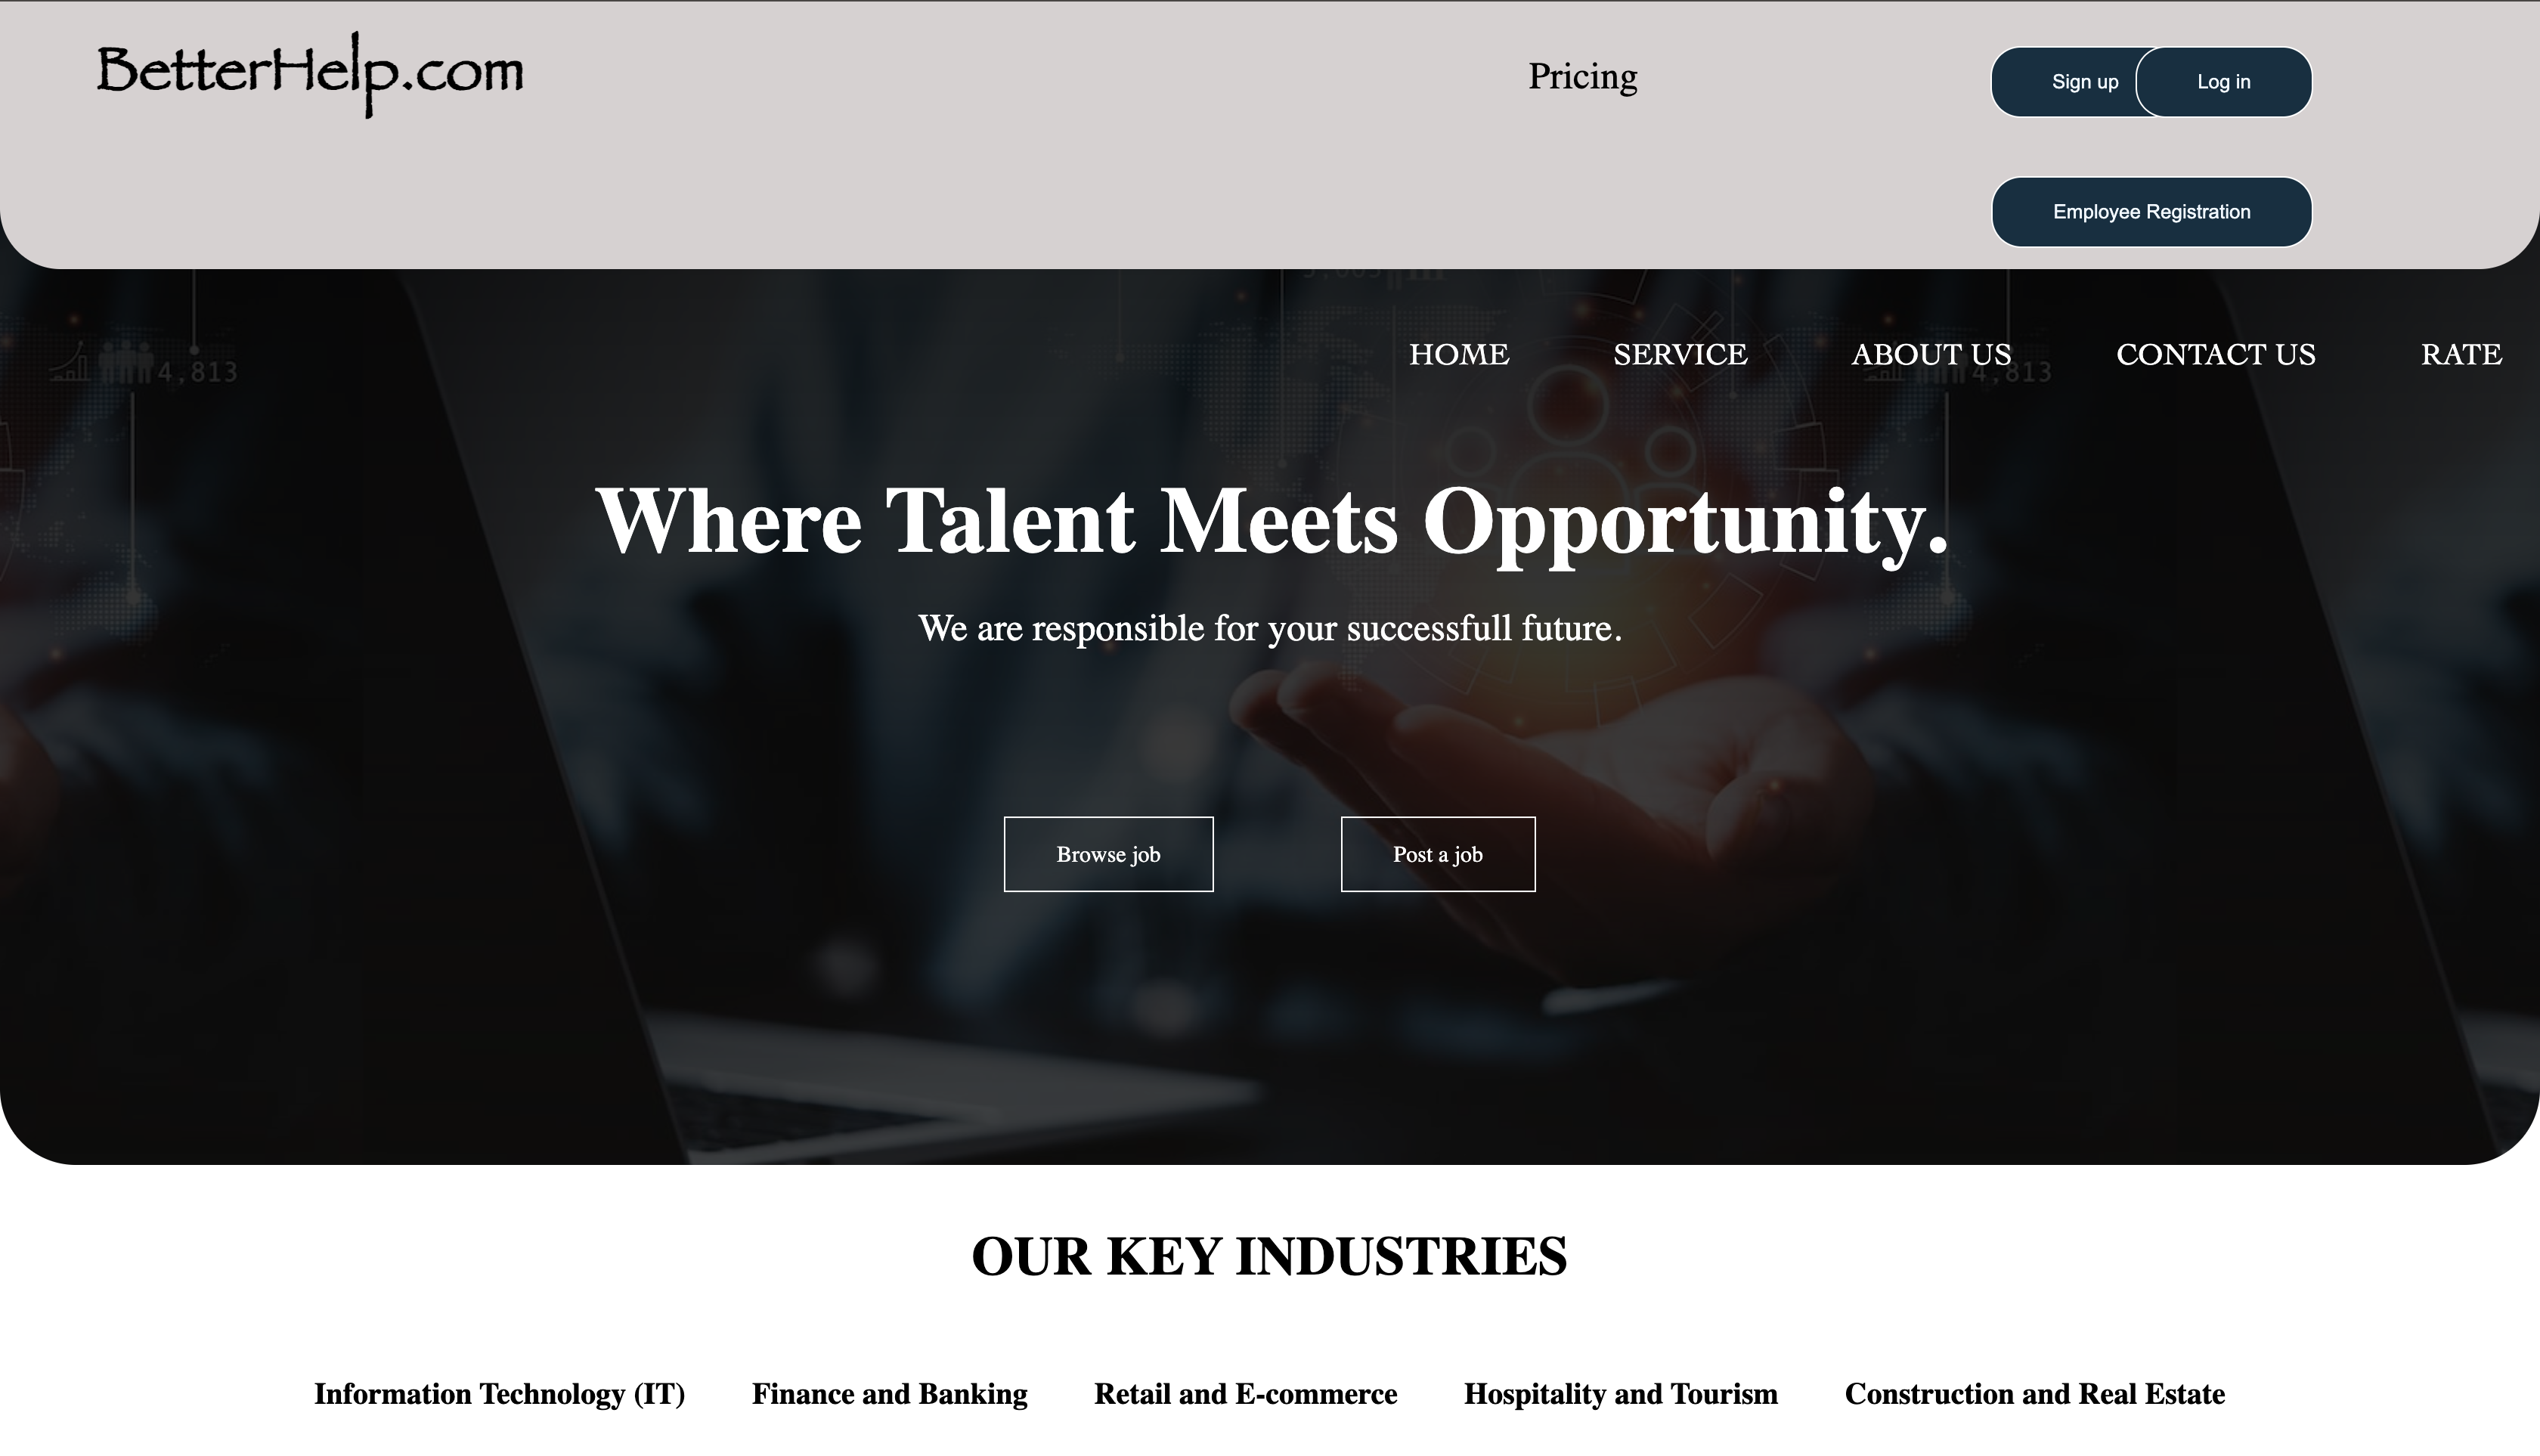 BetterHelp.com
Pricing
Sign up
Log in
Employee Registration
HOME SERVICE ABOUT US CONTACT US RATE
4,813
4,813
Where Talent Meets Opportunity.
We are responsible for your successfull future.
Browse job
Post a job
OUR KEY INDUSTRIES
Information Technology (IT) Finance and Banking Retail and E-commerce Hospitality and Tourism Construction and Real Estate